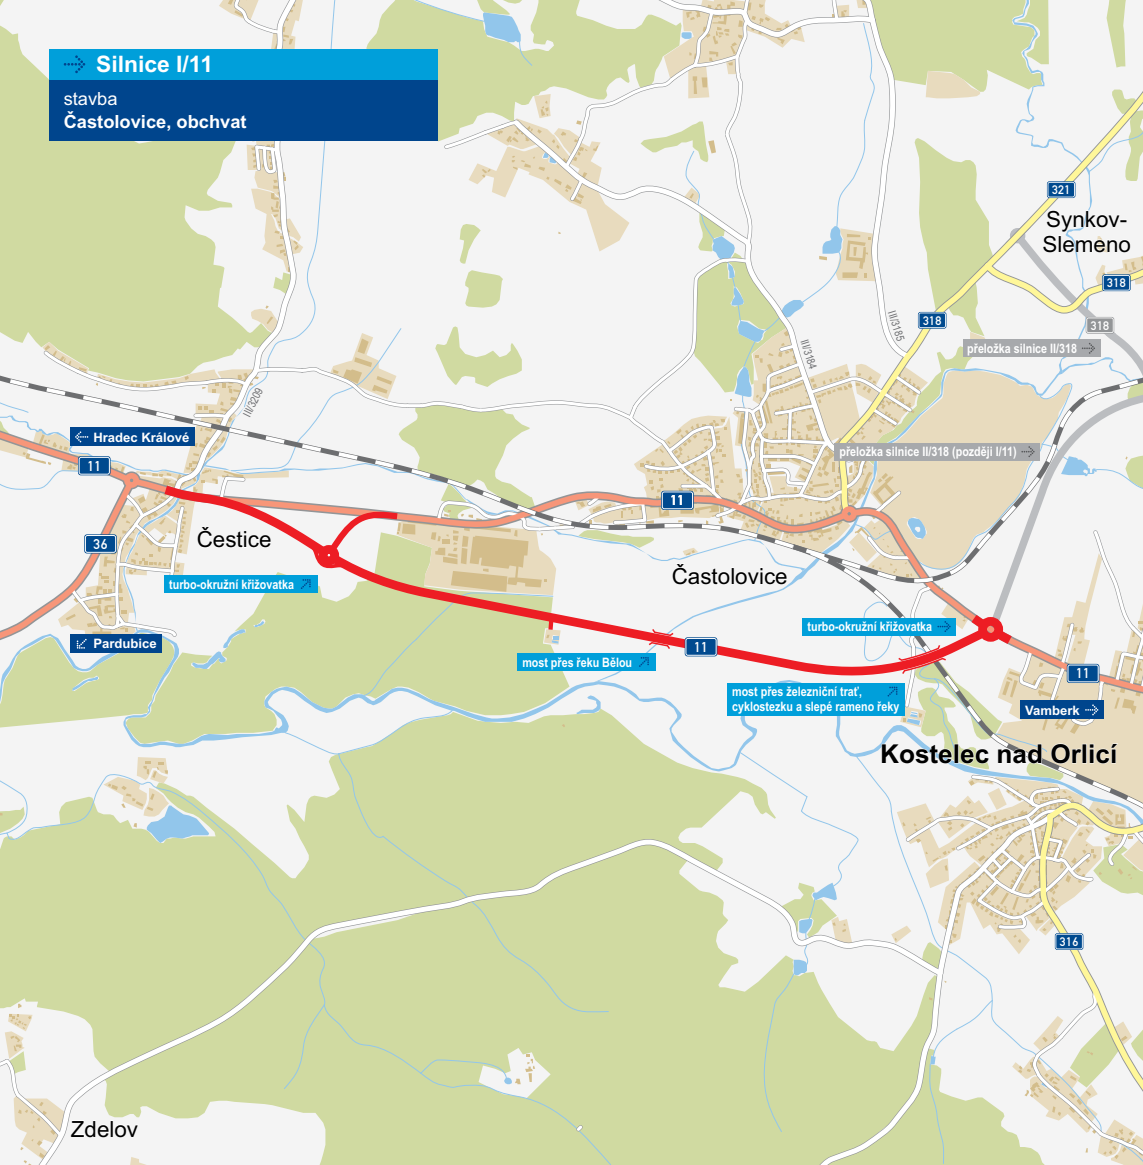 Silnice I/11
stavba
Častolovice, obchvat
321
Synkov-
Slemeno
318
318
318
přeložka silnice II/318
III/3185
III/3184
III/3209
Hradec Králové
11
přeložka silnice II/318 (později I/11)
11
36
Čestice
Častolovice
turbo-okružní křižovatka
turbo-okružní křižovatka
Pardubice
11
most přes řeku Bělou
11
most přes železniční trať,
cyklostezku a slepé rameno řeky
Vamberk
Kostelec nad Orlicí
316
Zdelov